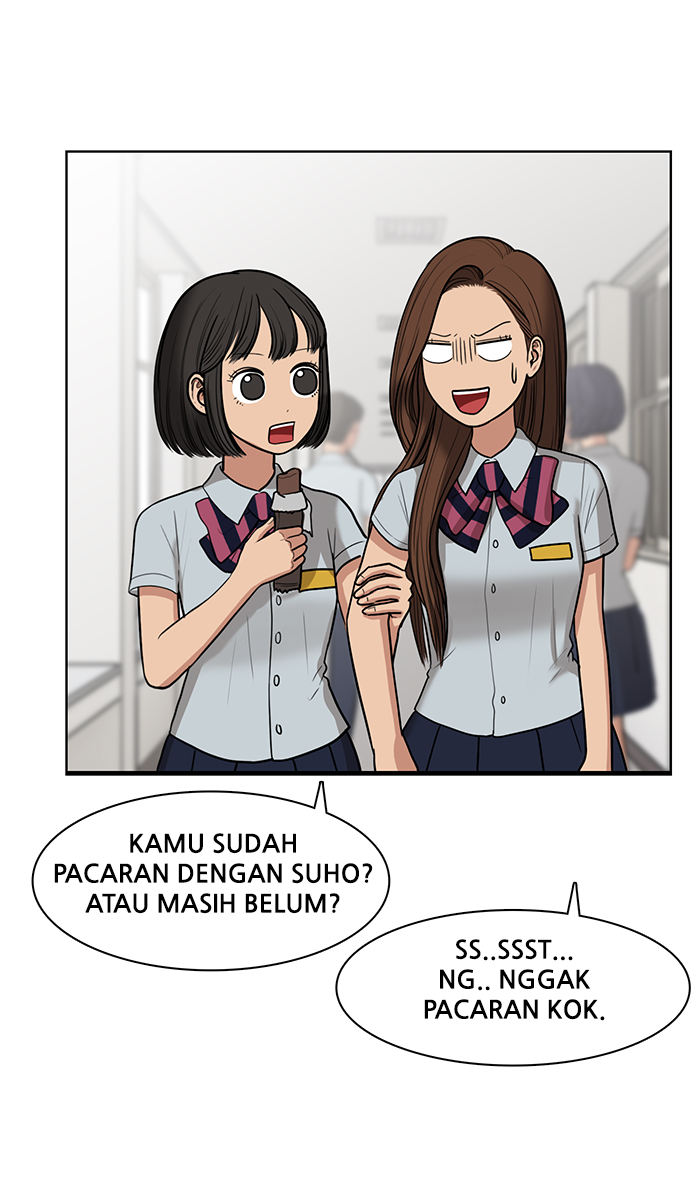 KAMU SUDAH
PACARAN DENGAN SUHO?
ATAU MASIH BELUM?
SS..SSST...
NG.. NGGAK
PACARAN KOK.